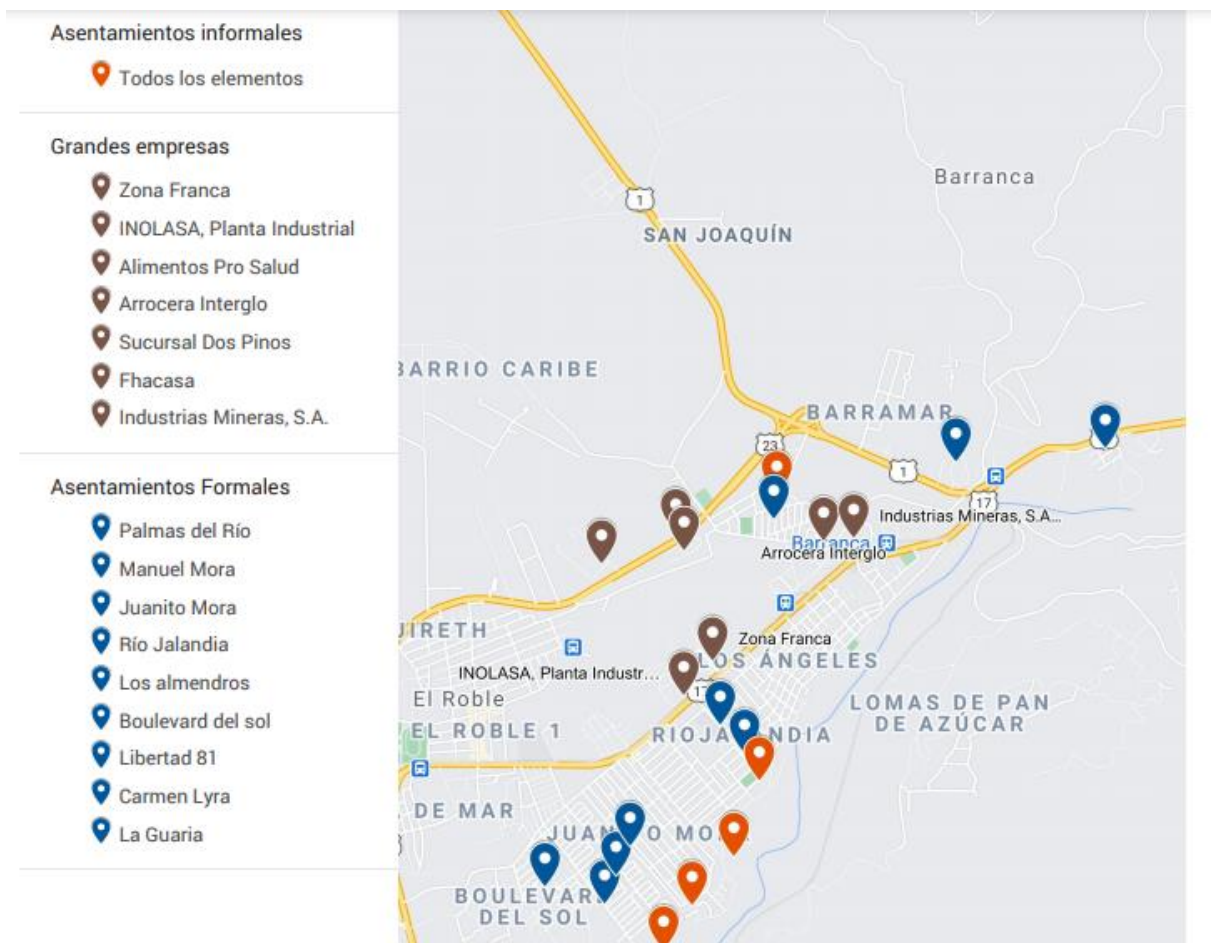 Asentamientos informales
Todos los elementos
Grandes empresas
Zona Franca
INOLASA, Planta Industrial
Alimentos Pro Salud
Arrocera Interglo
Sucursal Dos Pinos
Fhacasa
Industrias Mineras, S.A.
Asentamientos Formales
Palmas del Río
Manuel Mora
Juanito Mora
Río Jalandia
Los almendros
Boulevard del sol
Libertad 81
Carmen Lyra
La Guaria
Barranca
1
SAN JOAQUÍN
BARRIO CARIBE
BARRAMAR
23
1
17
Industrias Mineras, S.A...
Barranca
Arrocera Interglo
JIRETH
Zona Franca
LOS ÁNGELES
INOLASA, Planta Industr...
17
El Roble
LOMAS DE PAN
DE AZÚCAR
EL ROBLE 1
DE MAR
BOULEVAR
DEL SOL